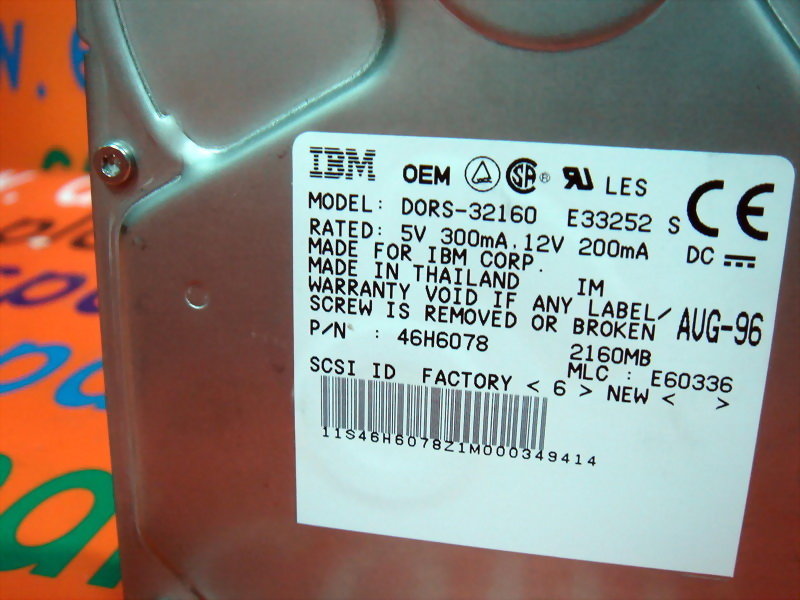 IBM OEM SA ® LES
MODEL: DORS-32160 E33252 S CE
RATED: 5V 300mA, 12V 200mA DC
MADE FOR IBM CORP.
MADE IN THAILAND IM
WARRANTY VOID IF ANY LABEL/
SCREW IS REMOVED OR BROKEN AUG-96
P/N : 46H6078 2160MB
MLC : E60336
SCSI ID FACTORY < 6 > NEW < >
11S46H6078Z1M000349414